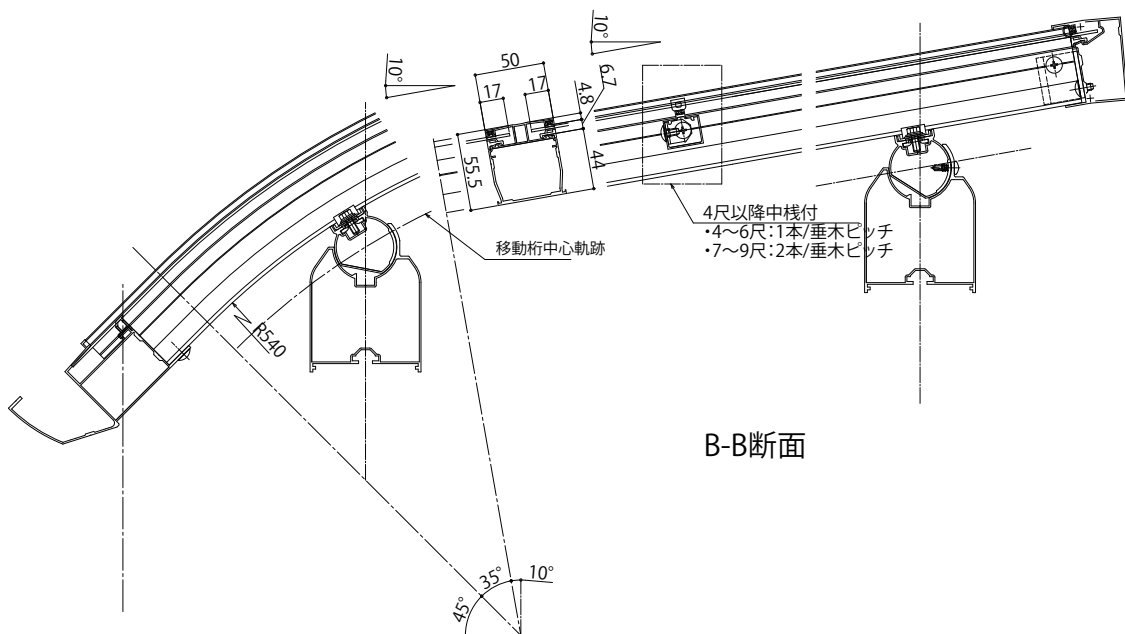 10°
50
10°
17
17
4.8
6.7
55.5
44
4尺以降中桟付
・4〜6尺:1本/垂木ピッチ
・7〜9尺:2本/垂木ピッチ
移動桁中心軌跡
R540
B-B断面
45°
35°
10°